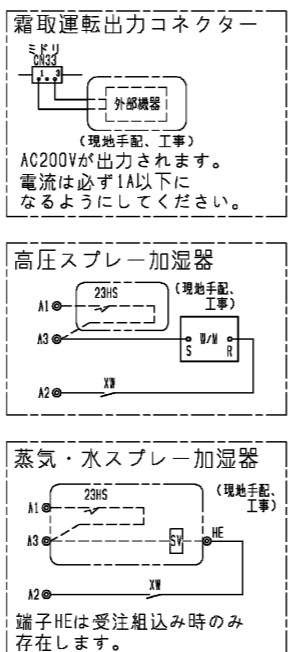 霜取運転出力コネクター
ミドリ
CN33
1 3
外部機器
(現地手配、工事)
AC200Vが出力されます。
電流は必ず1A以下に
なるようにしてください。
高圧スプレー加湿器
23HS
(現地手配、
工事)
A1
A3
W/M
S R
XW
A2
蒸気・水スプレー加湿器
23HS
(現地手配、
工事)
A1
A3
SV
HE
XW
A2
端子HEは受注組込み時のみ
存在します。